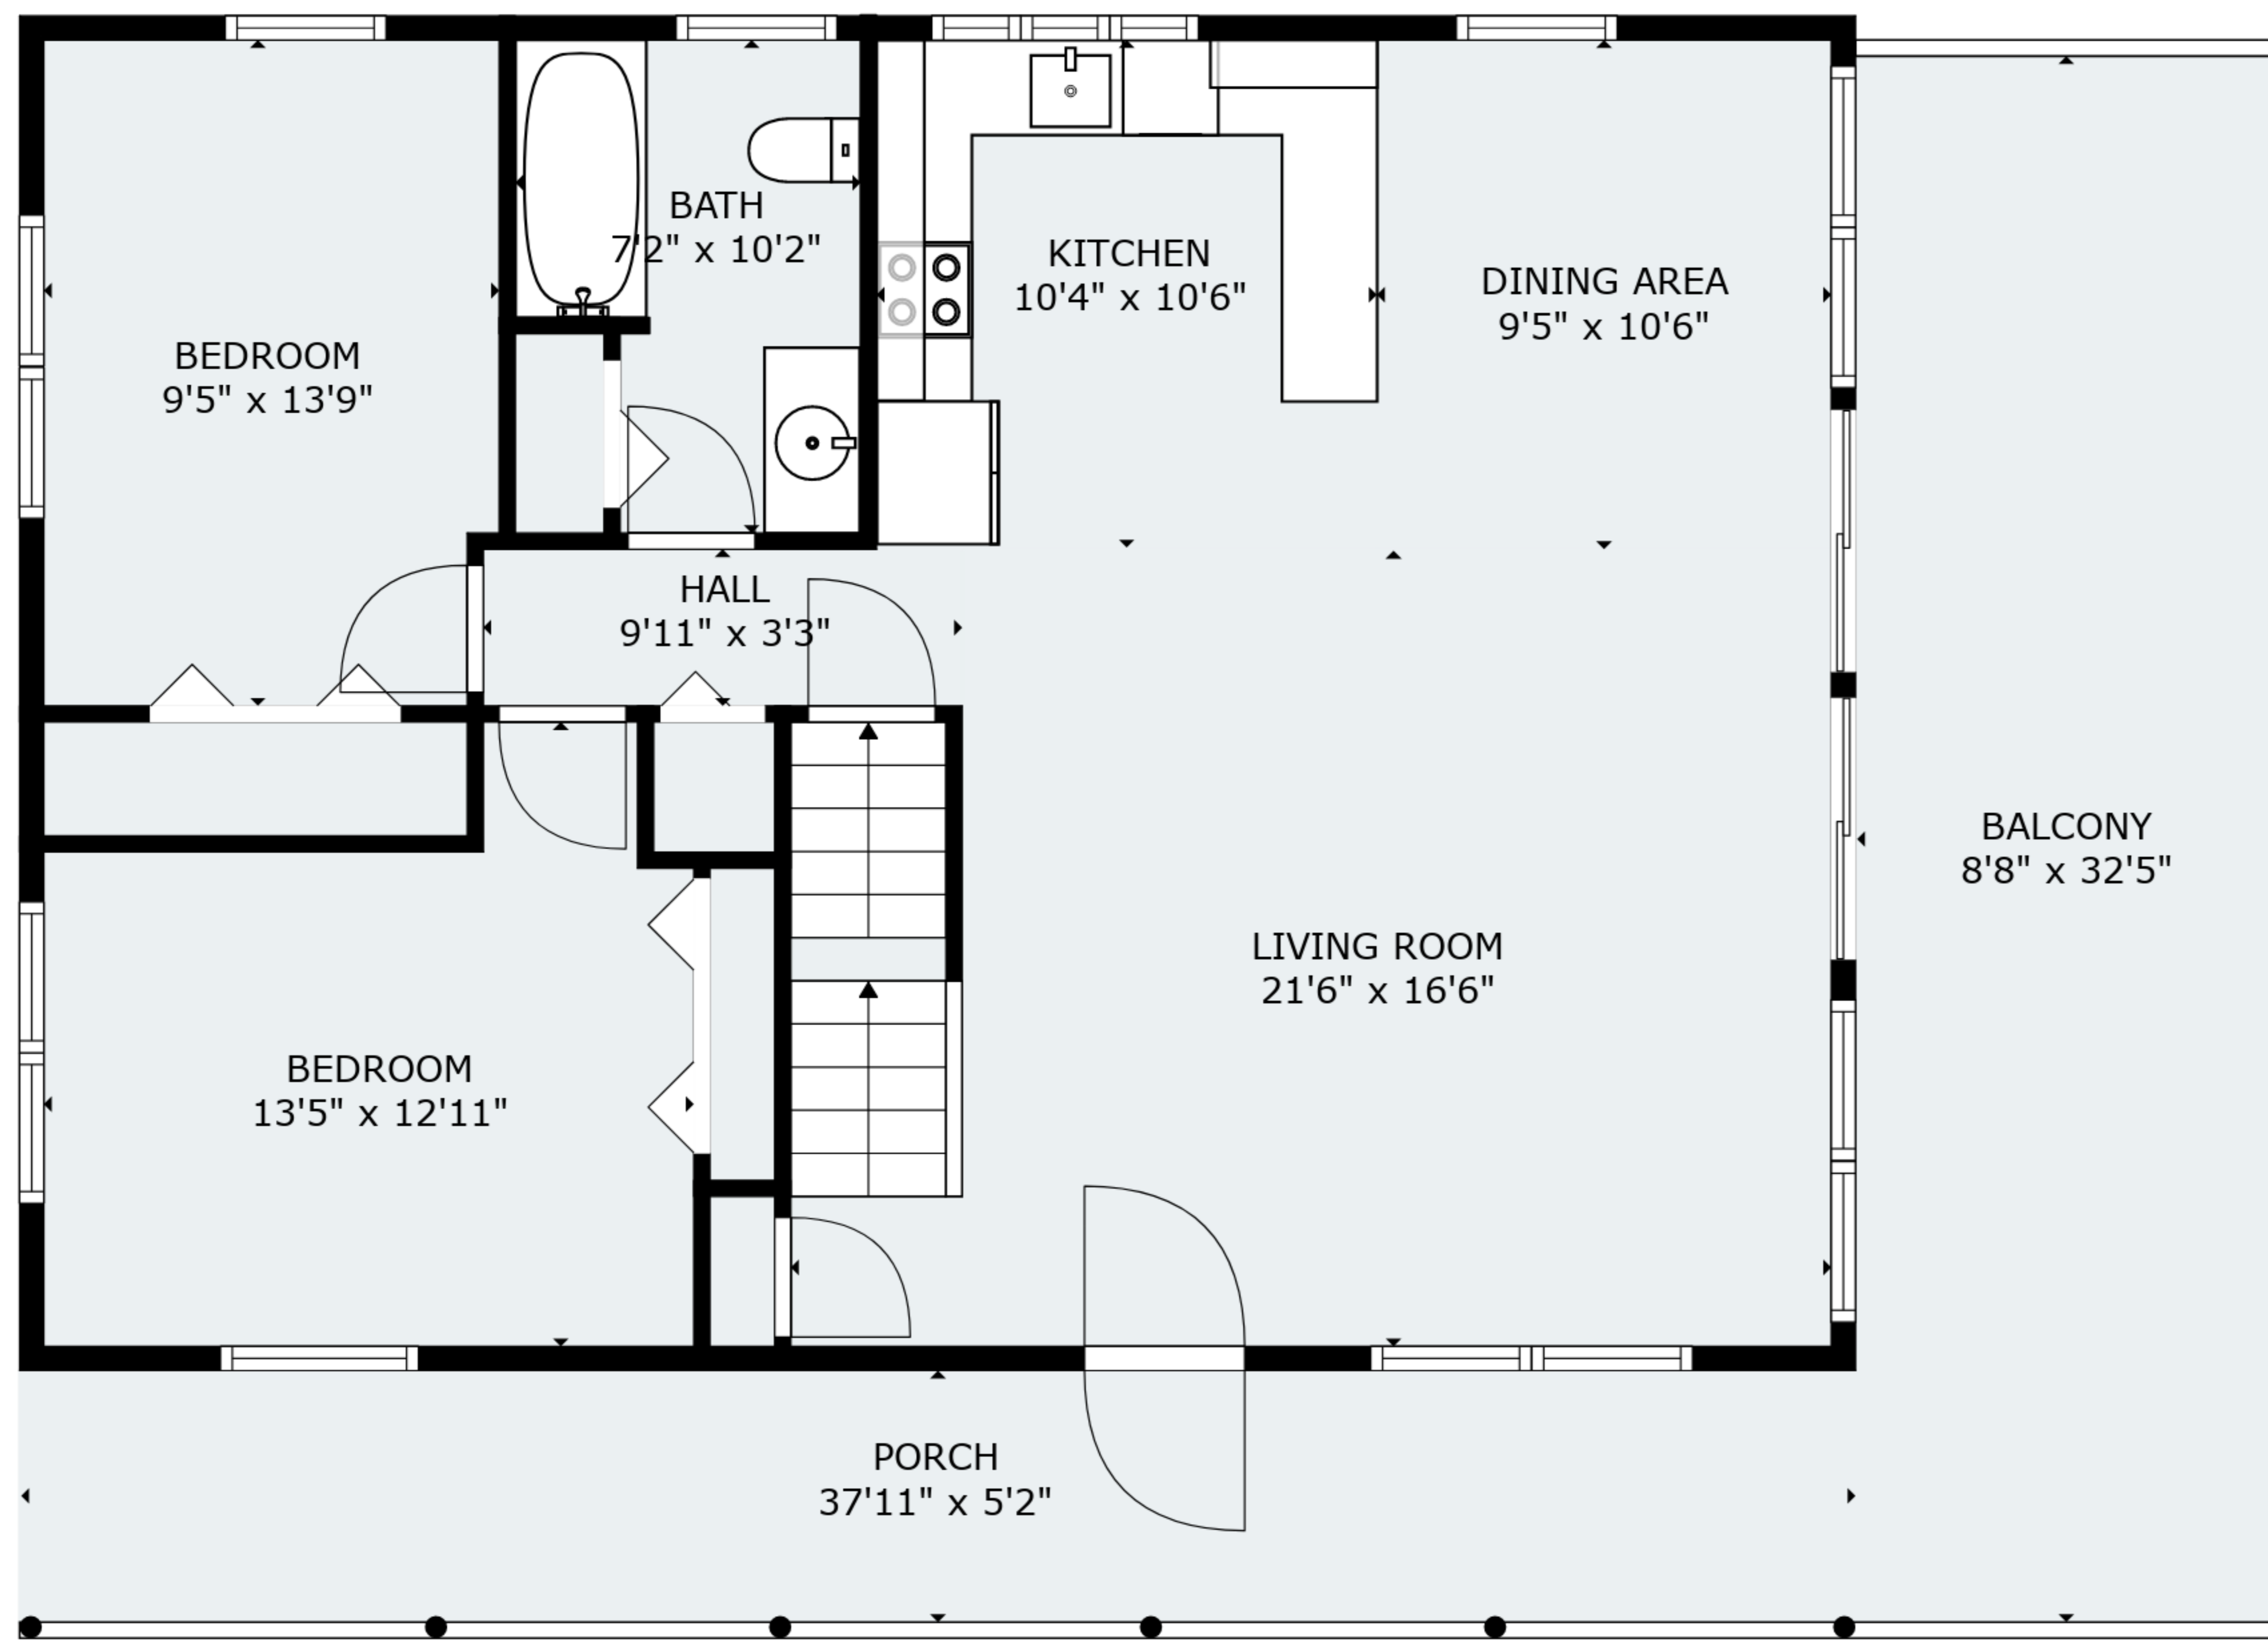 BATH
7'2" x 10'2"
KITCHEN
10'4" x 10'6"
DINING AREA
9'5" x 10'6"
BEDROOM
9'5" x 13'9"
HALL
9'11" x 3'3"
BALCONY
8'8" x 32'5"
LIVING ROOM
21'6" x 16'6"
BEDROOM
13'5" x 12'11"
PORCH
37'11" x 5'2"